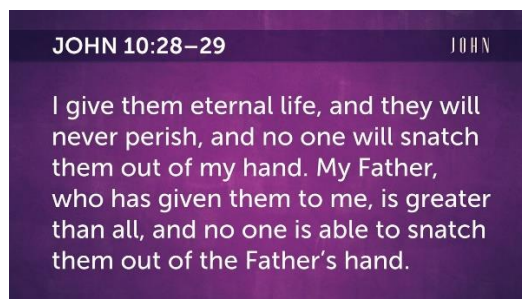 JOHN 10:28–29 JOHN
I give them eternal life, and they will
never perish, and no one will snatch
them out of my hand. My Father,
who has given them to me, is greater
than all, and no one is able to snatch
them out of the Father’s hand.